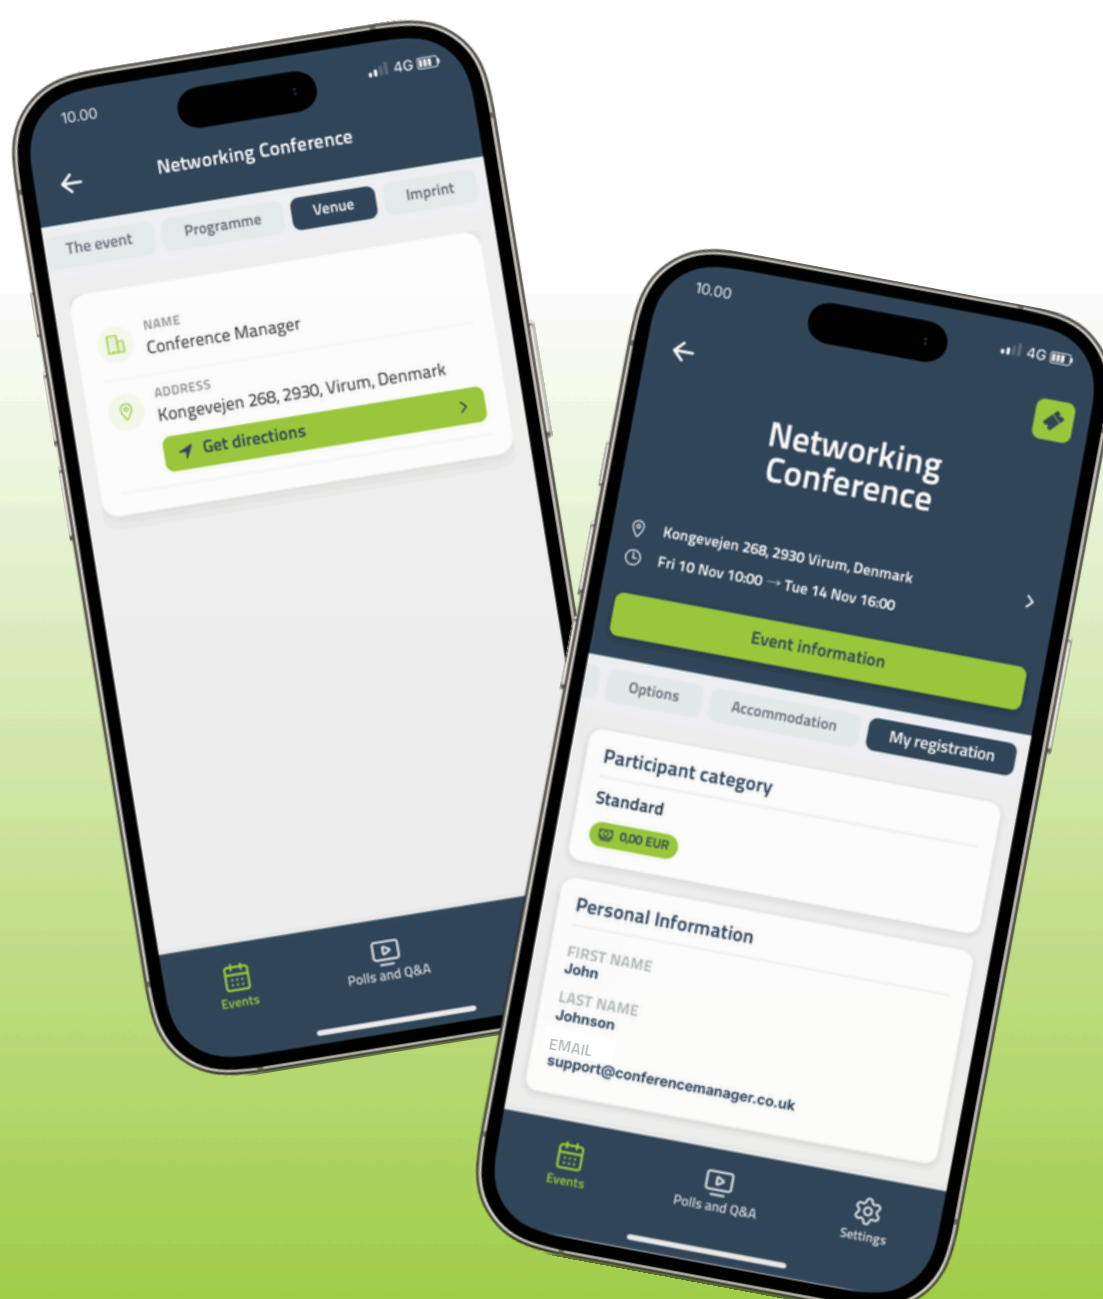 10.00
4G
Networking Conference
The event
Programme
Venue
Imprint
NAME
Conference Manager
ADDRESS
Kongevejen 268, 2930, Virum, Denmark
Get directions
Events
Polls and Q&A
10.00
4G
Networking
Conference
Kongevejen 268, 2930 Virum, Denmark
Fri 10 Nov 10:00 → Tue 14 Nov 16:00
Event information
Options
Accommodation
My registration
Participant category
Standard
0,00 EUR
Personal Information
FIRST NAME
John
LAST NAME
Johnson
EMAIL
support@conferencemanager.co.uk
Events
Polls and Q&A
Settings